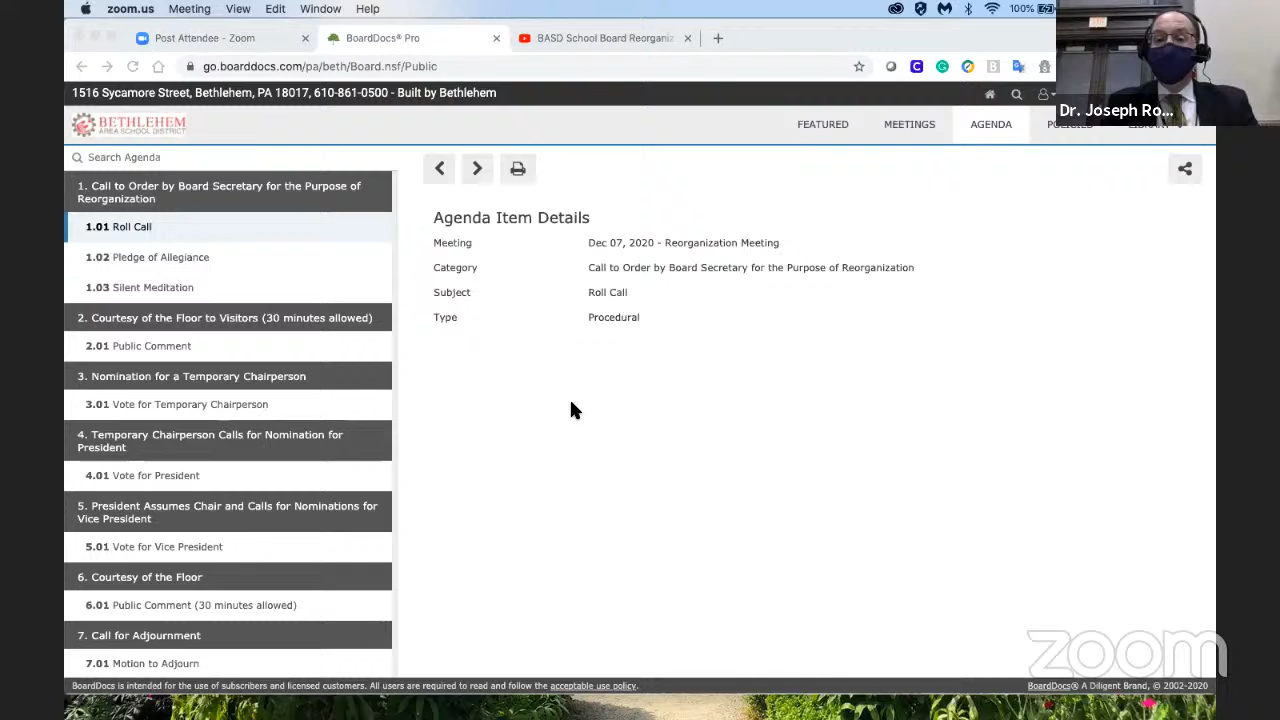 zoom.us Meeting View Edit Window Help 100%
Post Attendee - Zoom
BoardDocs® Pro
BASD School Board Reorganiz
go.boarddocs.com/pa/beth/Board.nsf/Public
1516 Sycamore Street, Bethlehem, PA 18017, 610-861-0500 - Built by Bethlehem
Dr. Joseph Ro...
BETHLEHEM
AREA SCHOOL DISTRICT
FEATURED MEETINGS AGENDA
Search Agenda
1. Call to Order by Board Secretary for the Purpose of
Reorganization
1.01 Roll Call
1.02 Pledge of Allegiance
1.03 Silent Meditation
2. Courtesy of the Floor to Visitors (30 minutes allowed)
2.01 Public Comment
3. Nomination for a Temporary Chairperson
3.01 Vote for Temporary Chairperson
4. Temporary Chairperson Calls for Nomination for
President
4.01 Vote for President
5. President Assumes Chair and Calls for Nominations for
Vice President
5.01 Vote for Vice President
6. Courtesy of the Floor
6.01 Public Comment (30 minutes allowed)
7. Call for Adjournment
7.01 Motion to Adjourn
Agenda Item Details
Meeting Dec 07, 2020 - Reorganization Meeting
Category Call to Order by Board Secretary for the Purpose of Reorganization
Subject Roll Call
Type Procedural
zoom
BoardDocs is intended for the use of subscribers and licensed customers. All users are required to read and follow the acceptable use policy.
BoardDocs® A Diligent Brand, © 2002-2020